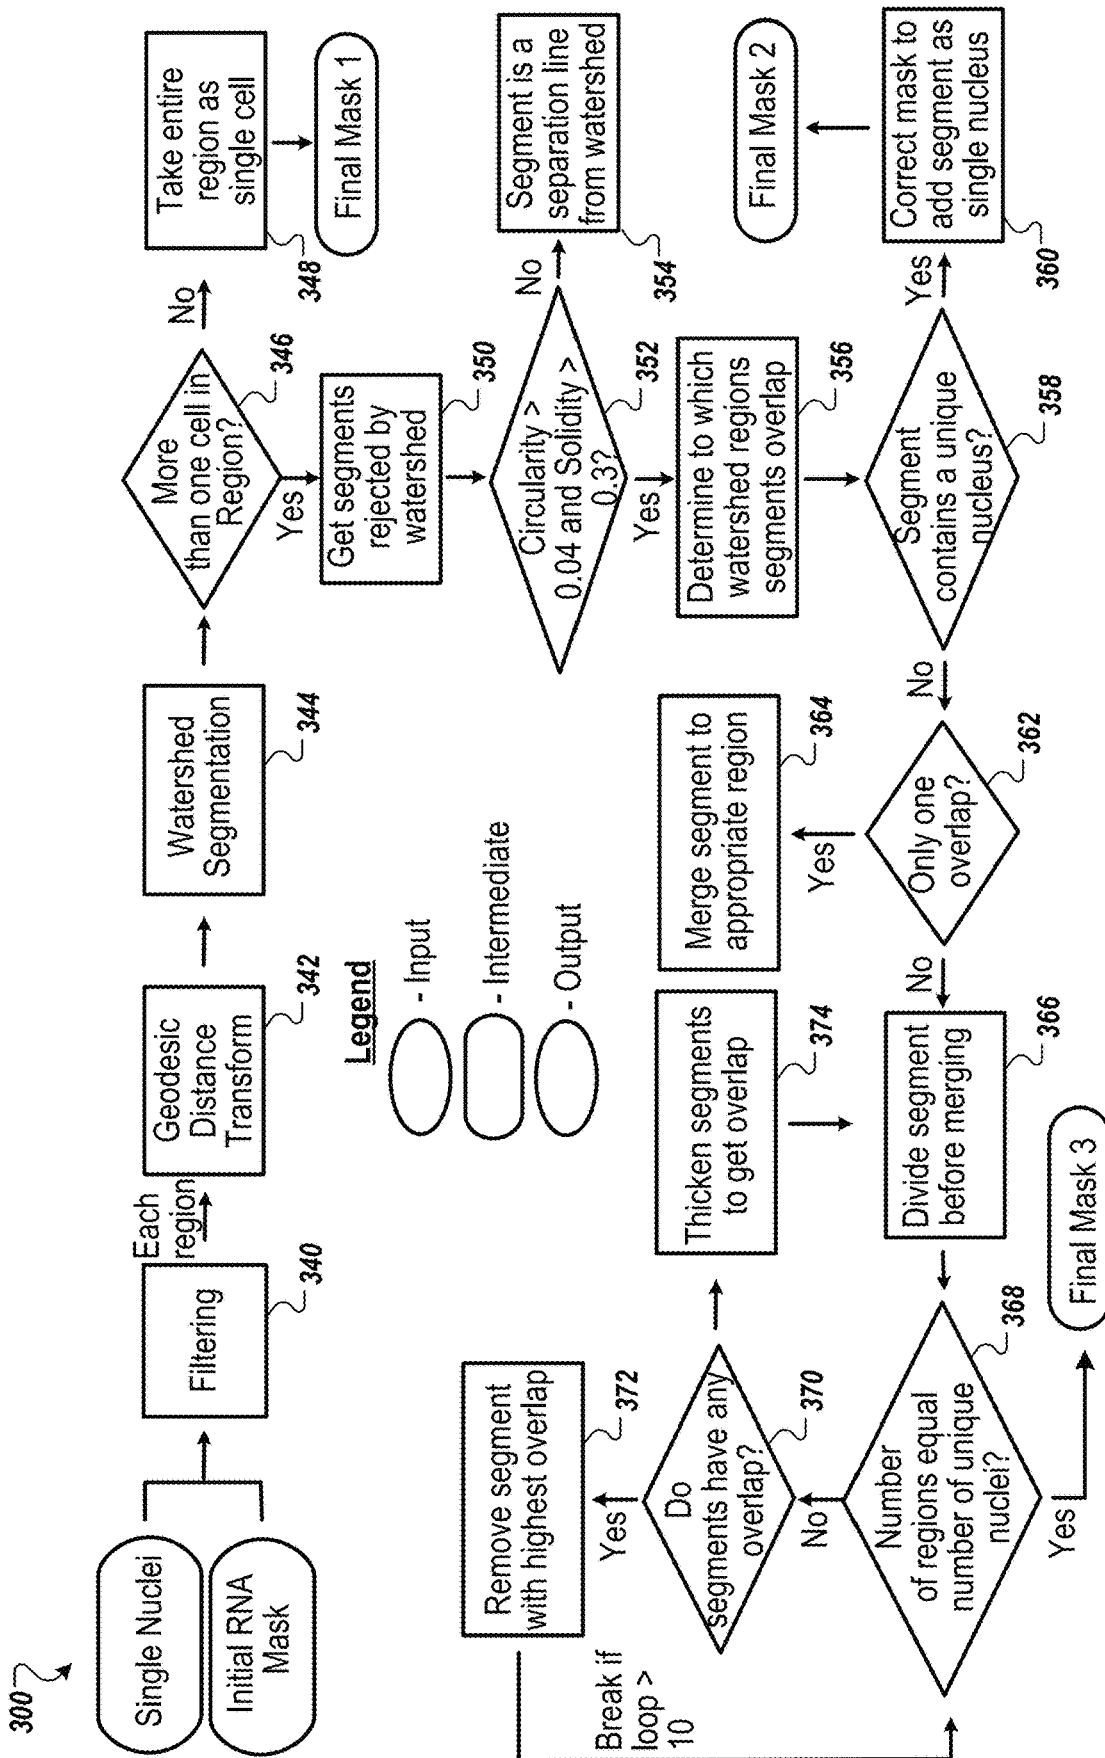 300
Single Nuclei
Initial RNA
Mask
Filtering
340
Each
region
Geodesic
Distance
Transform
342
Watershed
Segmentation
344
More
than one cell in
Region?
346
No
Take entire
region as
single cell
348
Final Mask 1
Yes
Get segments
rejected by
watershed
350
Circularity >
0.04 and Solidity >
0.3?
352
No
Segment is a
separation line
from watershed
354
Yes
Determine to which
watershed regions
segments overlap
356
Segment
contains a unique
nucleus?
358
Yes
Correct mask to
add segment as
single nucleus
360
Final Mask 2
No
Only one
overlap?
362
Yes
Merge segment to
appropriate region
364
No
Divide segment
before merging
366
Number
of regions equal
number of unique
nuclei?
368
Yes
Final Mask 3
No
Do
segments have any
overlap?
370
Yes
Remove segment
with highest overlap
372
Break if
loop >
10
Thicken segments
to get overlap
374
Legend
- Input
- Intermediate
- Output